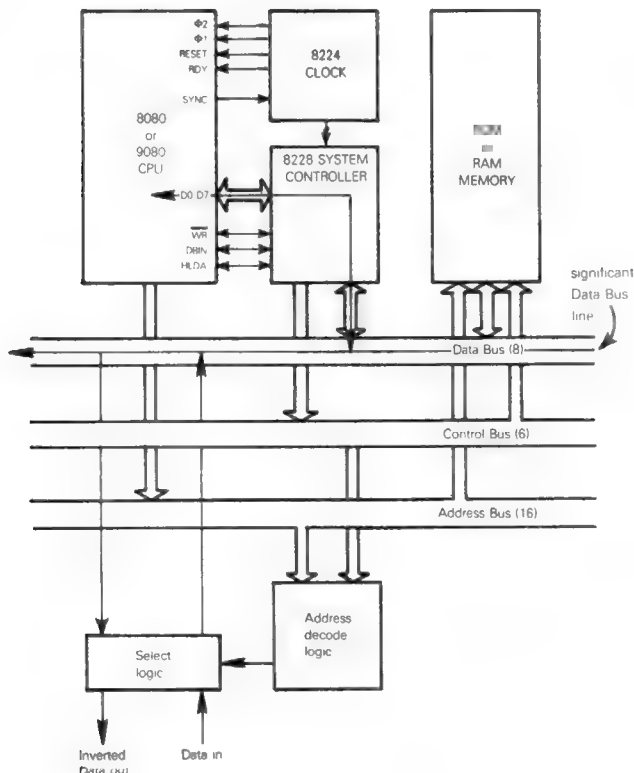 Φ2
Φ1
RESET
RDY
SYNC
8080
or
9080
CPU
8224
CLOCK
8228 SYSTEM
CONTROLLER
D0 D7
WR
DBIN
HLDA
RAM
MEMORY
significant
Data Bus
line
Data Bus (8)
Control Bus (6)
Address Bus (16)
Address
decode
logic
Select
logic
Inverted
Data out
Data in